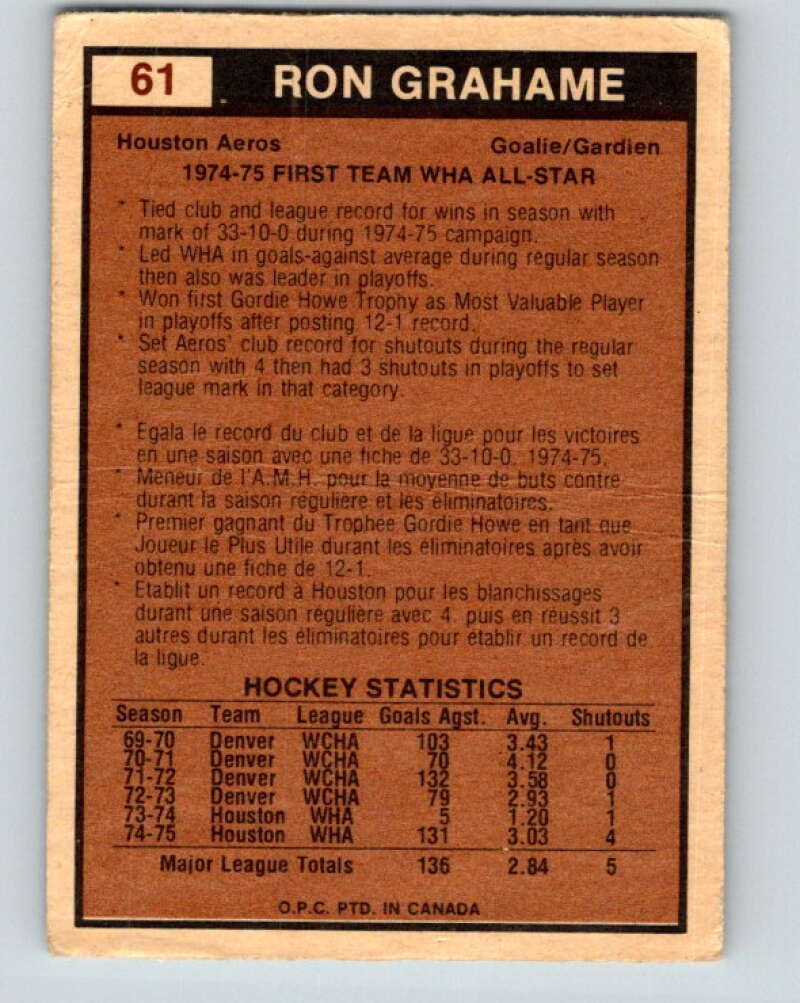 61 RON GRAHAME
Houston Aeros Goalie/Gardien
1974-75 FIRST TEAM WHA ALL-STAR
* Tied club and league record for wins in season with
mark of 33-10-0 during 1974-75 campaign.
* Led WHA in goals-against average during regular season
then also was leader in playoffs.
* Won first Gordie Howe Trophy as Most Valuable Player
in playoffs after posting 12-1 record.
* Set Aeros' club record for shutouts during the regular
season with 4 then had 3 shutouts in playoffs to set
league mark in that category.
* Egala le record du club et de la ligue pour les victoires
en une saison avec une fiche de 33-10-0. 1974-75.
* Meneur de l'A.M.H. pour la moyenne de buts contre
durant la saison régulière et les éliminatoires.
* Premier gagnant du Trophée Gordie Howe en tant que
Joueur le Plus Utile durant les éliminatoires après avoir
obtenu une fiche de 12-1.
* Etablit un record à Houston pour les blanchissages
durant une saison régulière avec 4. puis en réussit 3
autres durant les éliminatoires pour établir un record de
la ligue.
HOCKEY STATISTICS
Season Team League Goals Agst. Avg. Shutouts
69-70 Denver WCHA 103 3.43 1
70-71 Denver WCHA 70 4.12 0
71-72 Denver WCHA 132 3.58 0
72-73 Denver WCHA 79 2.93 1
73-74 Houston WHA 5 1.20 1
74-75 Houston WHA 131 3.03 4
Major League Totals 136 2.84 5
O.P.C. PTD. IN CANADA